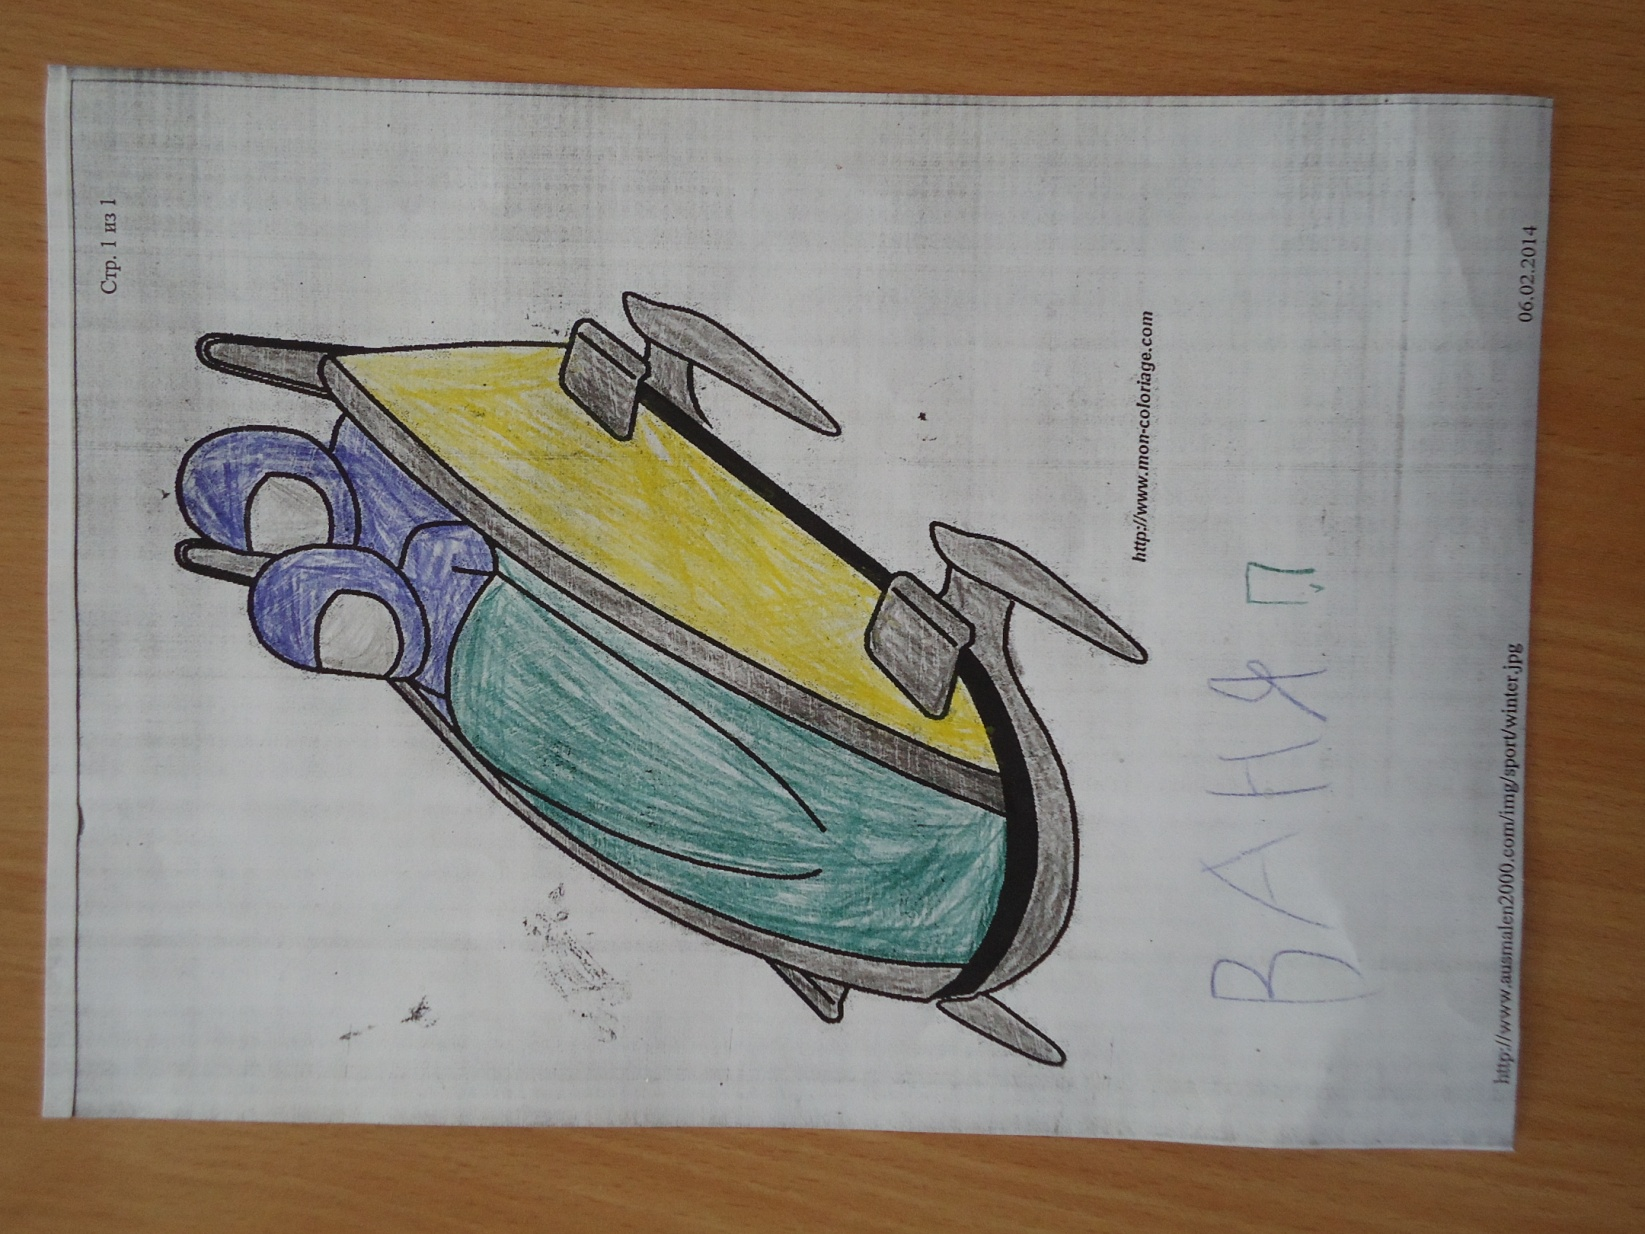 Стр. 1 из 1
http://www.mon-coloriage.com
ВАНЯ П.
http://www.ausmalen2000.com/img/sport/winter.jpg 06.02.2014